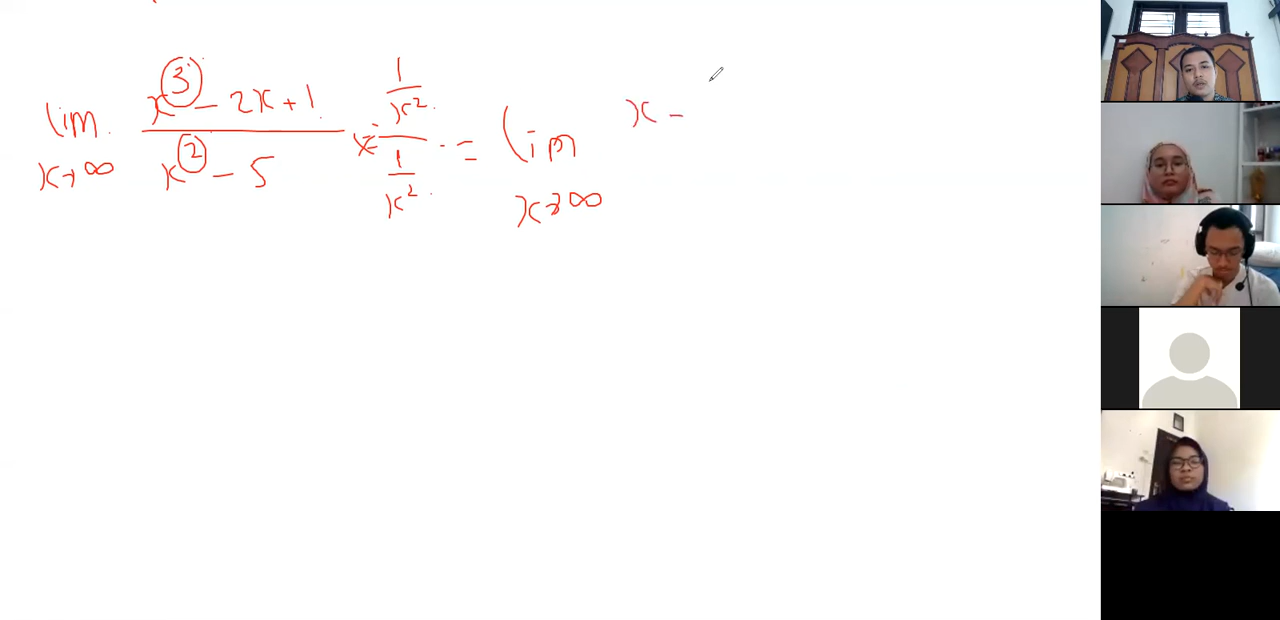 lim x→∞ (x³ - 2x + 1)/(x² - 5) × (1/x²)/(1/x²) = lim x→∞ x -